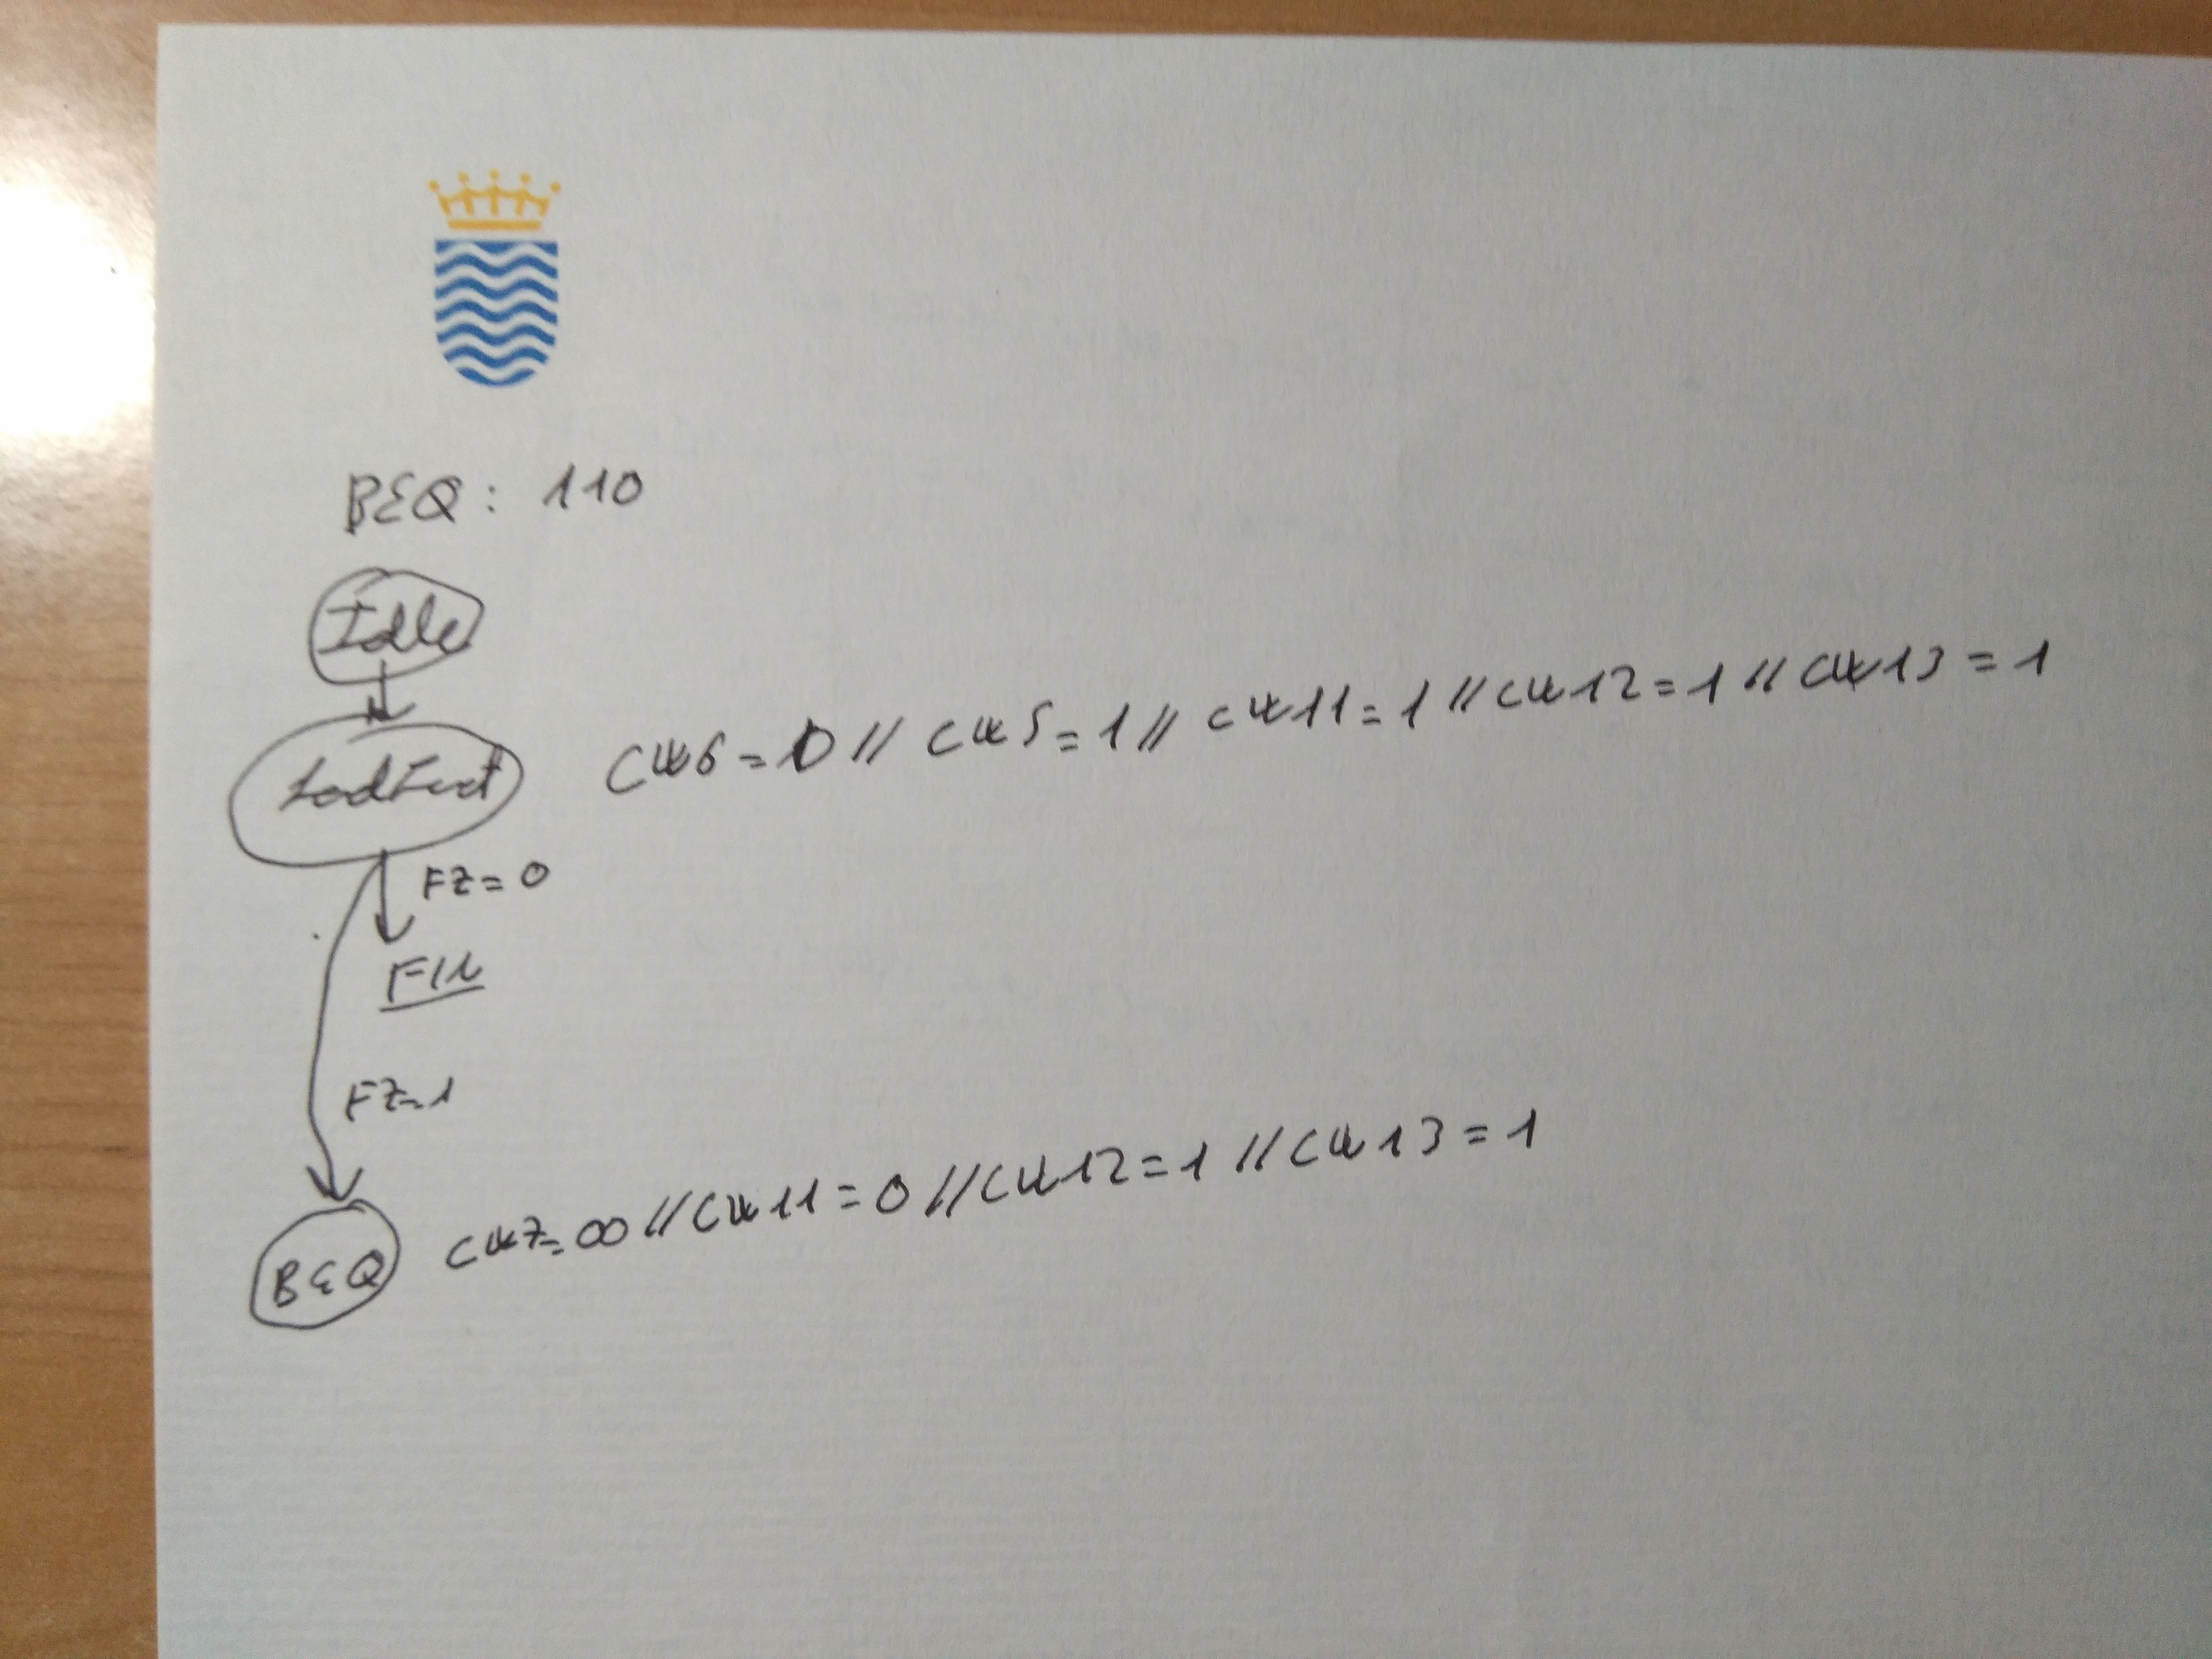 BEQ: 110
Idle
LoadInst CW6=0 // CW5=1 // CW11=1 // CW12=1 // CW13=1
FZ=0
FIN
FZ=1
BEQ CW7=00 // CW11=0 // CW12=1 // CW13=1